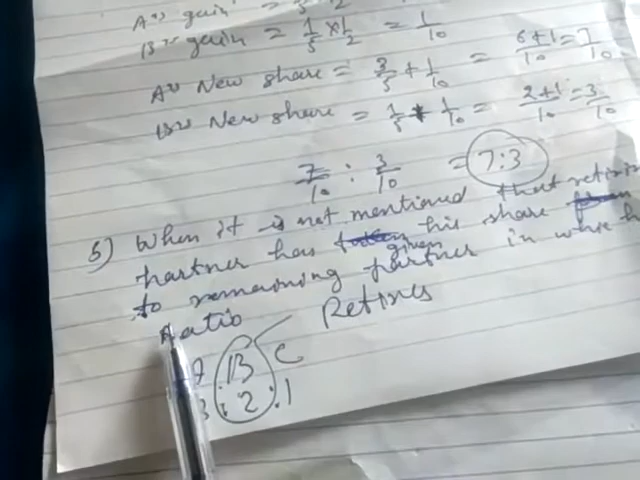 A's gain =
B's gain = 1/5 × 1/2 = 1/10
A's New share = 3/5 + 1/10 = 6+1/10 = 7/10
B's New share = 1/5 + 1/10 = 2+1/10 = 3/10
7/10 : 3/10 = 7:3
5) When it is not mentioned that retirin
partner has given his share
to remaining partner in which
Ratio
A B C Retires
3 : 2 : 1